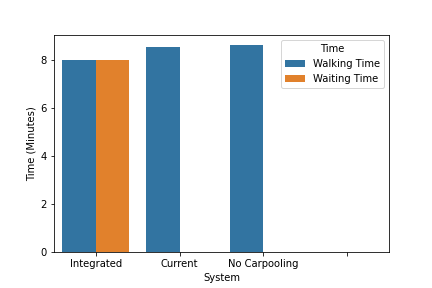 Time
Walking Time
Waiting Time
8
6
4
2
0
Time (Minutes)
Integrated
Current
No Carpooling
System